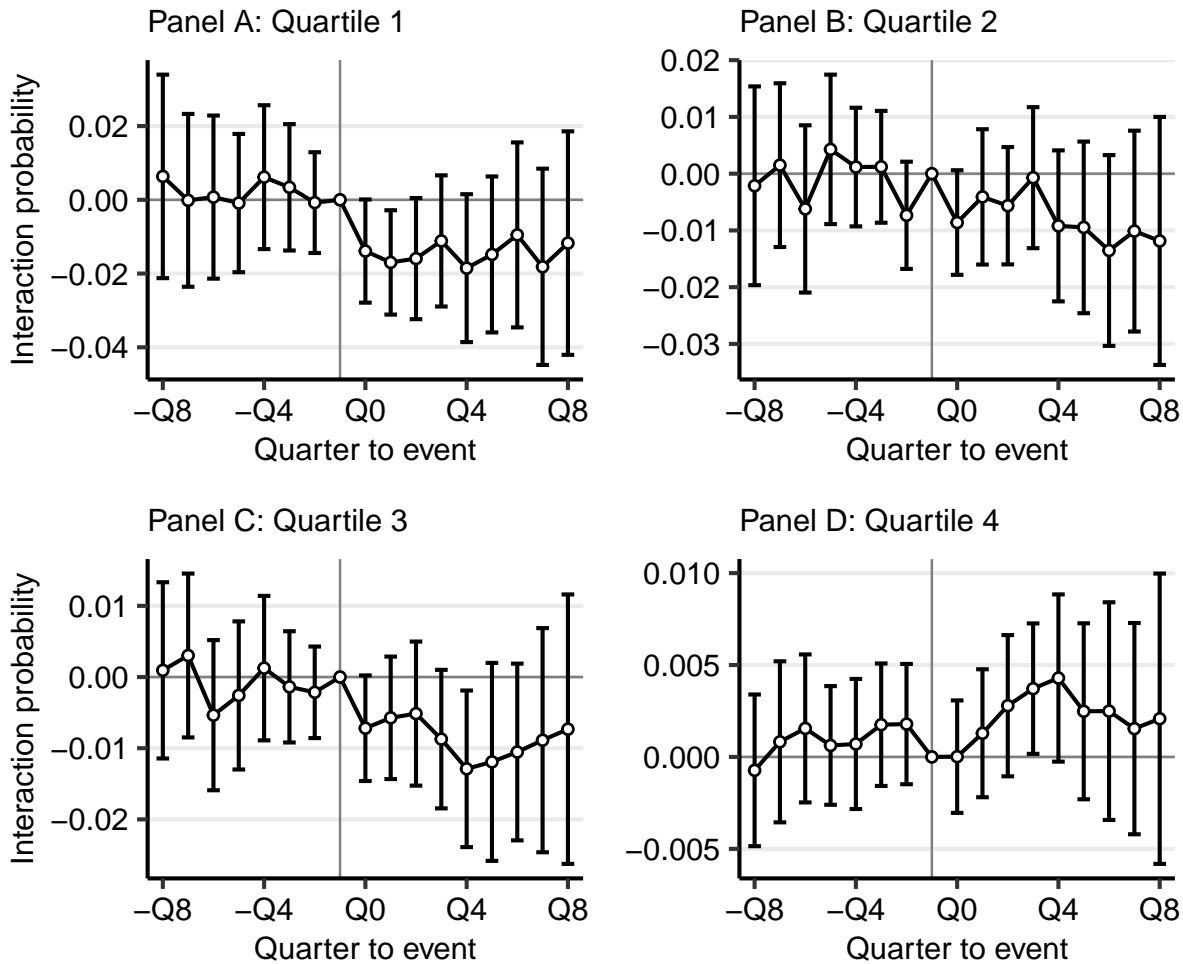 Panel A: Quartile 1
Interaction probability
0.02
0.00
−0.02
−0.04
−Q8 −Q4 Q0 Q4 Q8
Quarter to event
Panel B: Quartile 2
0.02
0.01
0.00
−0.01
−0.02
−0.03
−Q8 −Q4 Q0 Q4 Q8
Quarter to event
Panel C: Quartile 3
Interaction probability
0.01
0.00
−0.01
−0.02
−Q8 −Q4 Q0 Q4 Q8
Quarter to event
Panel D: Quartile 4
0.010
0.005
0.000
−0.005
−Q8 −Q4 Q0 Q4 Q8
Quarter to event